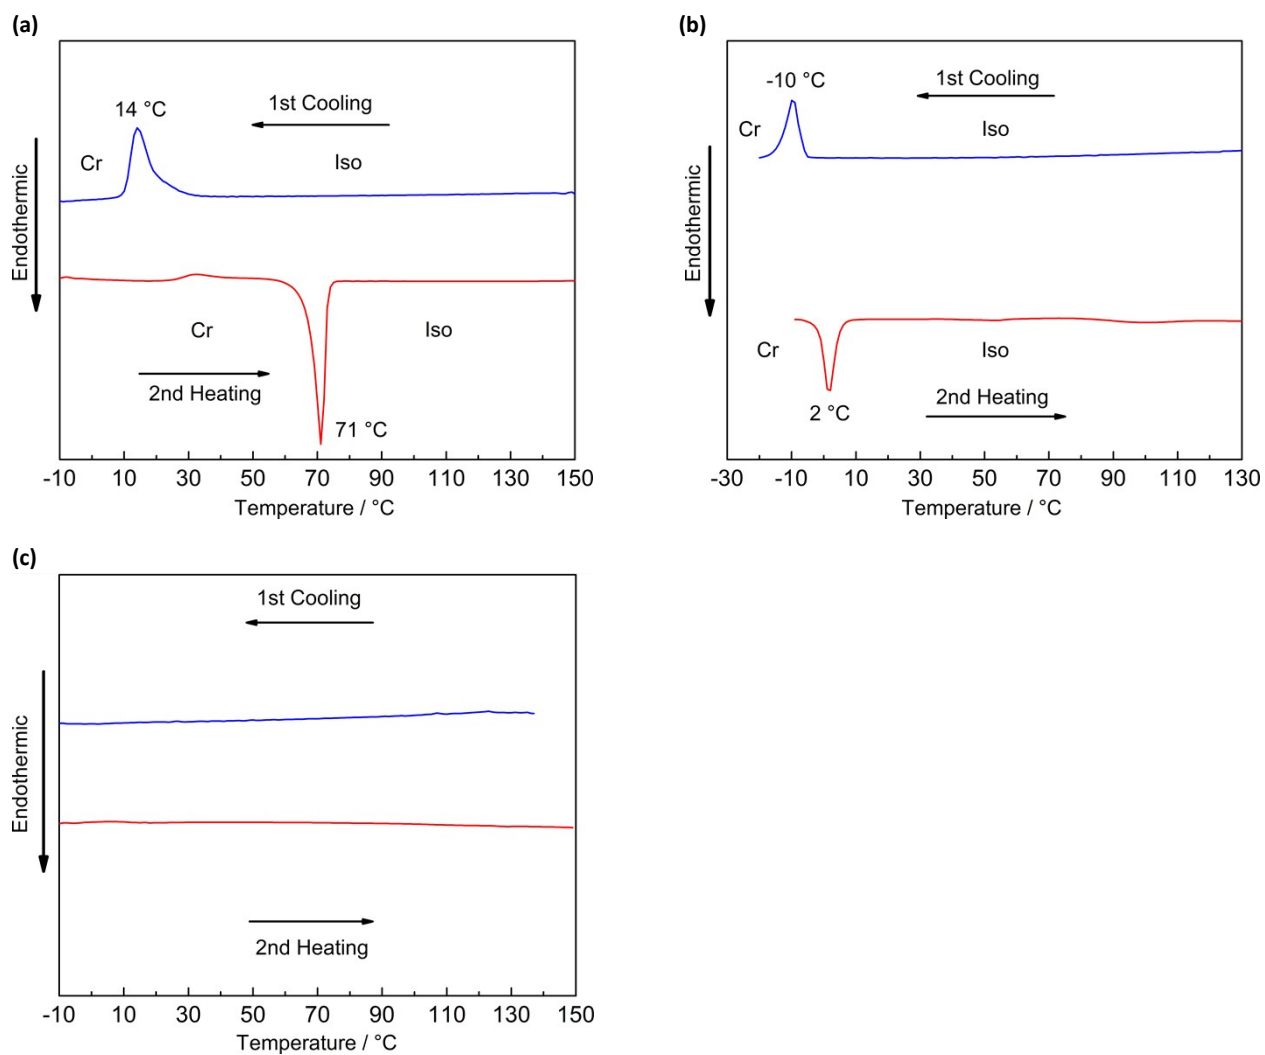 (a)
14 °C
1st Cooling
Cr
Iso
Endothermic
Cr
Iso
2nd Heating
71 °C
-10 10 30 50 70 90 110 130 150
Temperature / °C
(b)
-10 °C
1st Cooling
Cr
Iso
Endothermic
Cr
Iso
2 °C
2nd Heating
-30 -10 10 30 50 70 90 110 130
Temperature / °C
(c)
1st Cooling
Endothermic
2nd Heating
-10 10 30 50 70 90 110 130 150
Temperature / °C